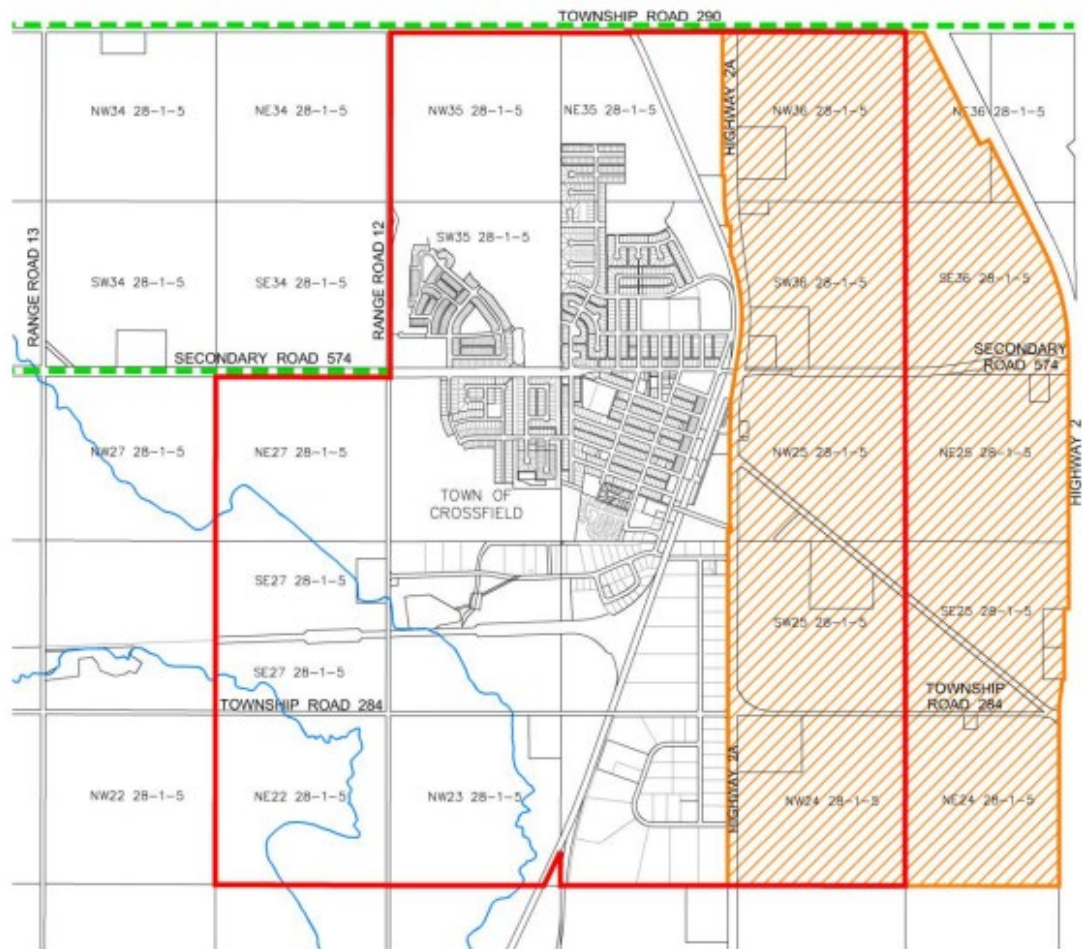 TOWNSHIP ROAD 290
NW34 28-1-5
NE34 28-1-5
NW35 28-1-5
NE35 28-1-5
HIGHWAY 2A
NW36 28-1-5
NE36 28-1-5
RANGE ROAD 13
RANGE ROAD 12
SW35 28-1-5
SW34 28-1-5
SE34 28-1-5
SW36 28-1-5
SE36 28-1-5
SECONDARY ROAD 574
SECONDARY
ROAD 574
NW27 28-1-5
NE27 28-1-5
NW25 28-1-5
NE25 28-1-5
HIGHWAY 2
TOWN OF
CROSSFIELD
SE27 28-1-5
SW25 28-1-5
SE25 28-1-5
SE27 28-1-5
TOWNSHIP ROAD 284
TOWNSHIP
ROAD 284
NW22 28-1-5
NE22 28-1-5
NW23 28-1-5
HIGHWAY 2A
NW24 28-1-5
NE24 28-1-5